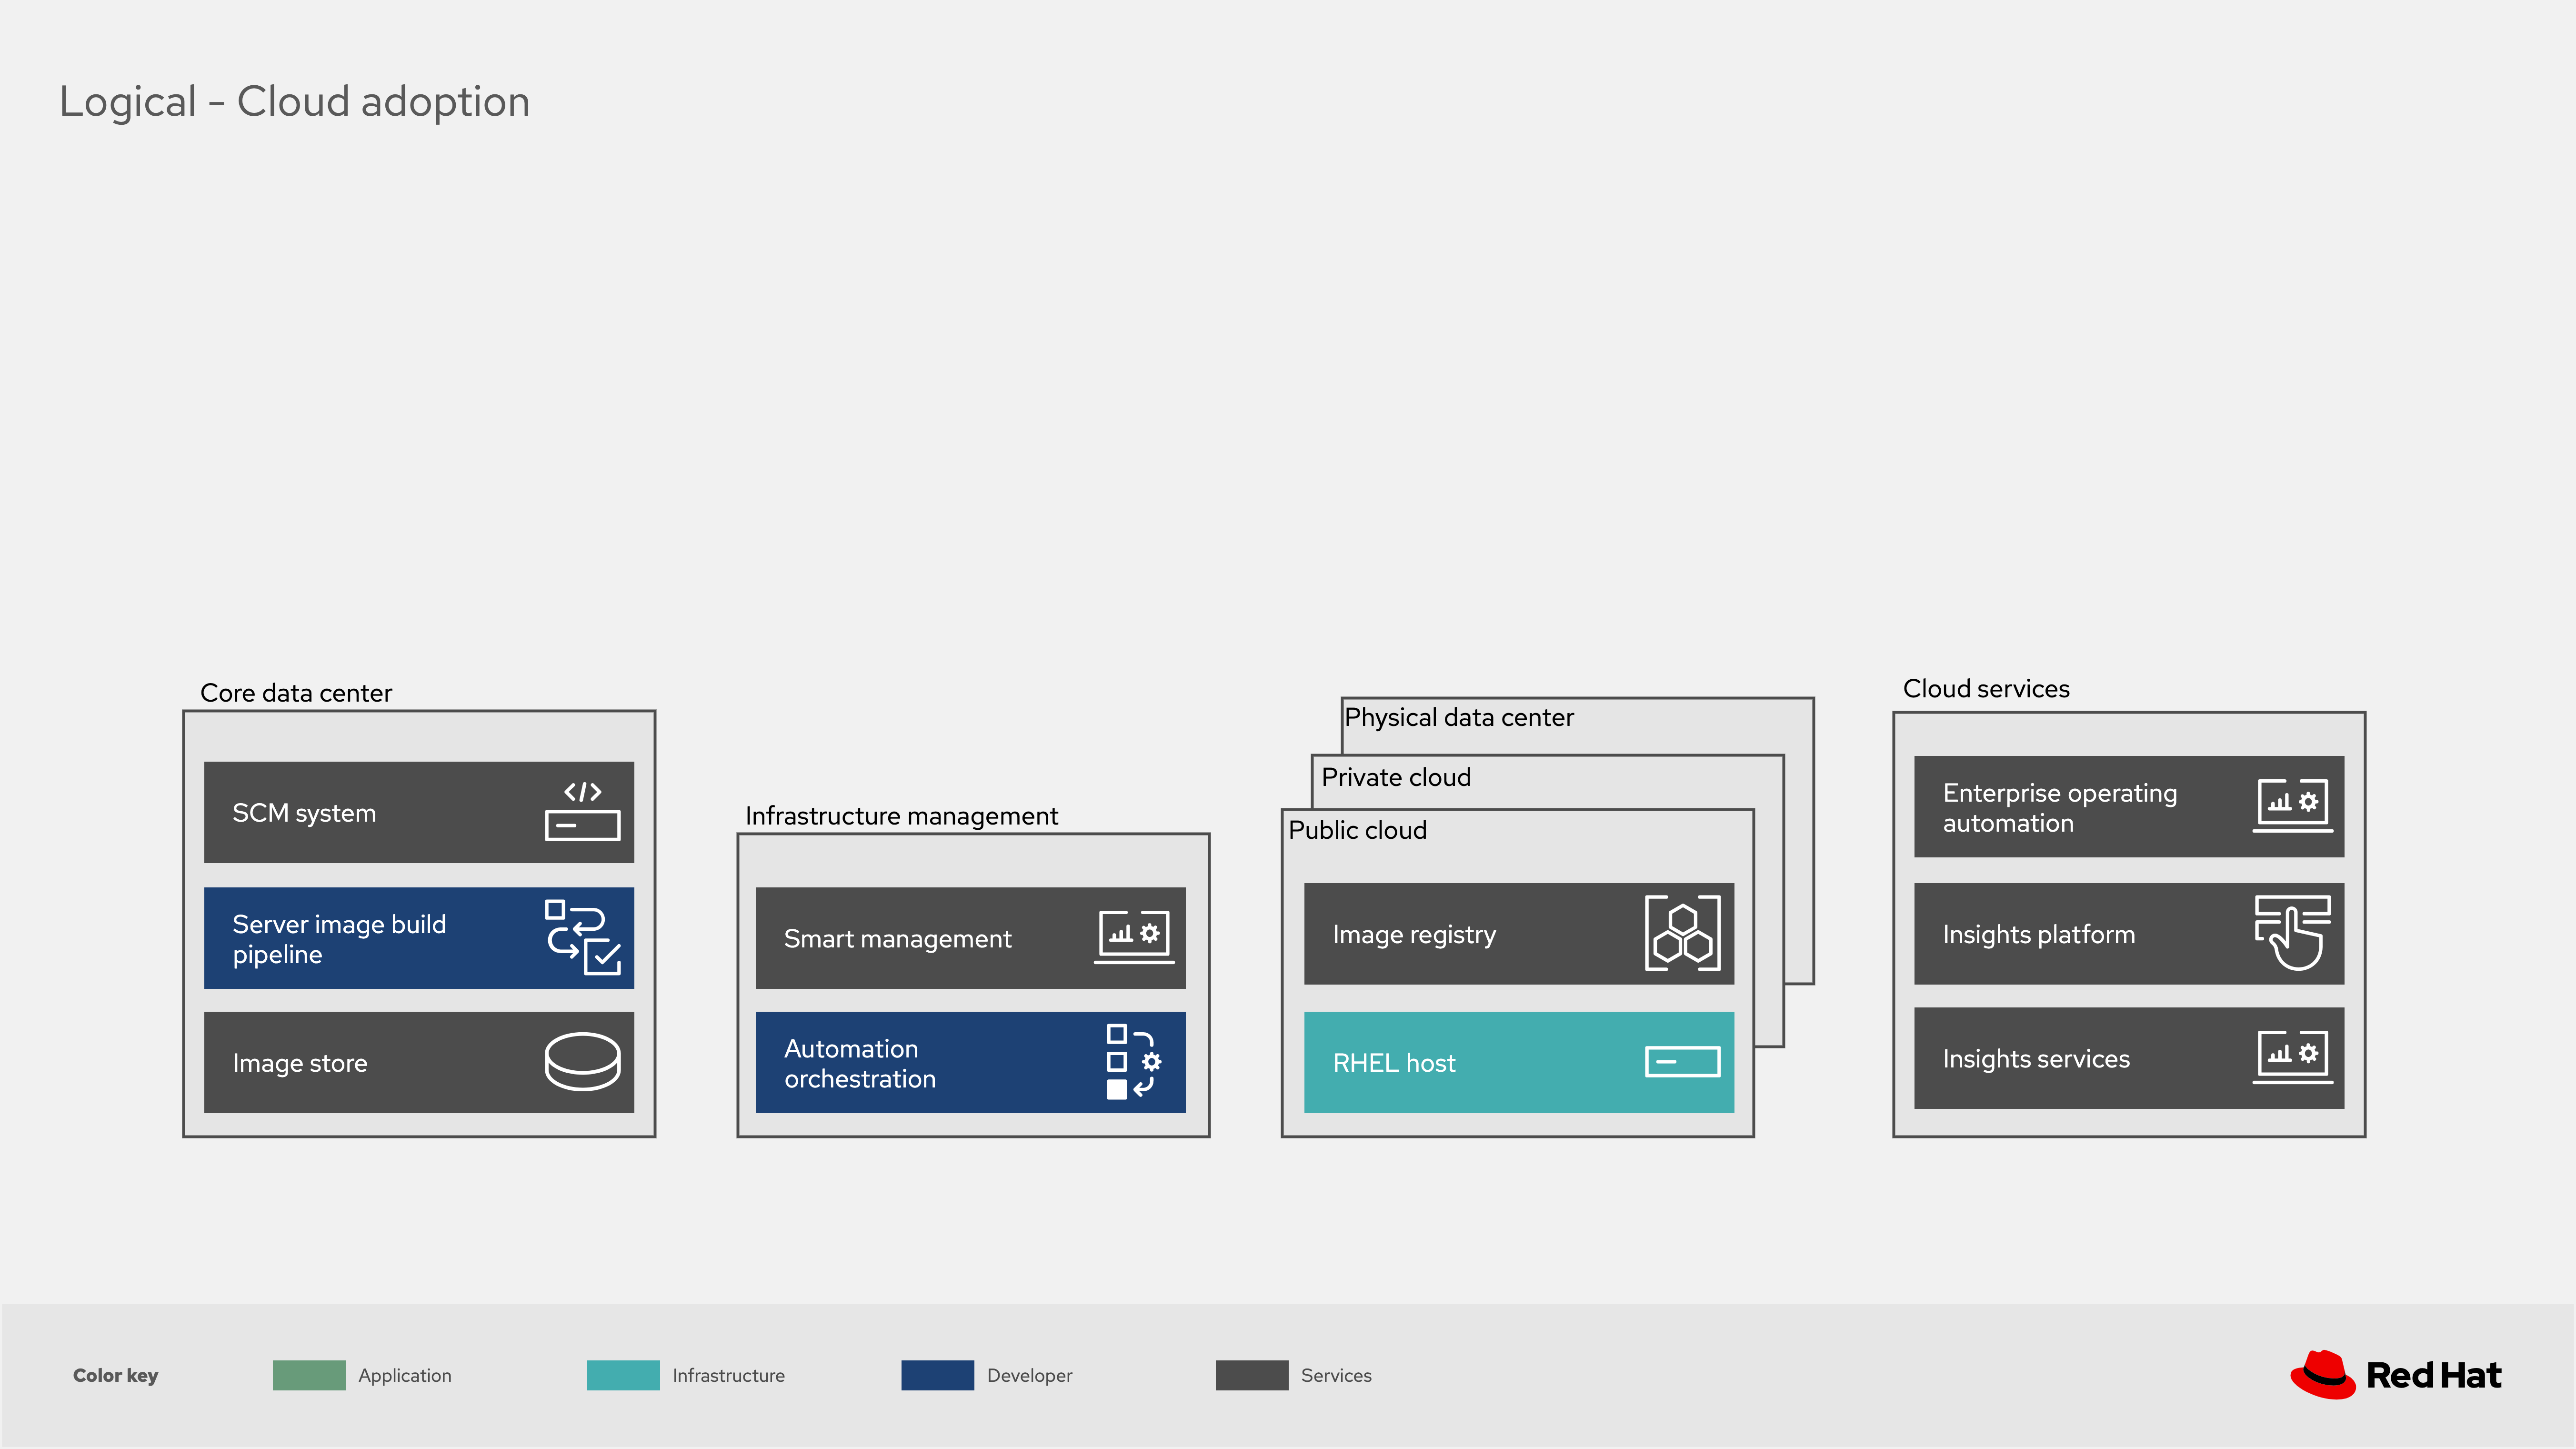 Logical - Cloud adoption
Core data center
SCM system
Server image build
pipeline
Image store
Infrastructure management
Smart management
Automation
orchestration
Physical data center
Private cloud
Public cloud
Image registry
RHEL host
Cloud services
Enterprise operating
automation
Insights platform
Insights services
Color key
Application
Infrastructure
Developer
Services
Red Hat